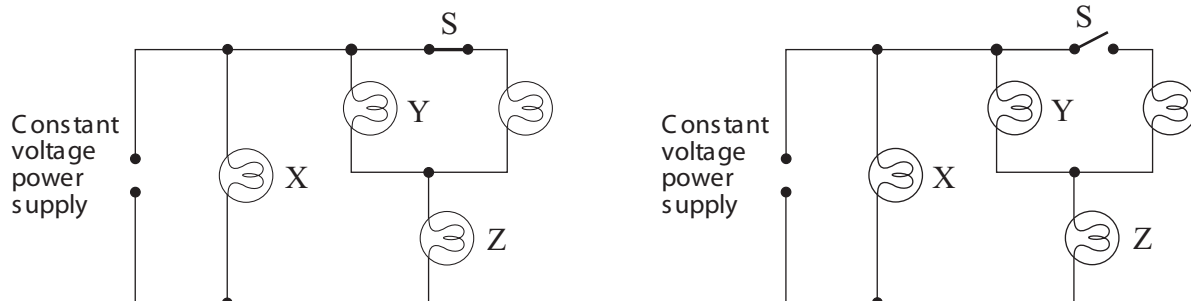 S
Y
Constant
voltage
power
supply
X
Z
S
Y
Constant
voltage
power
supply
X
Z